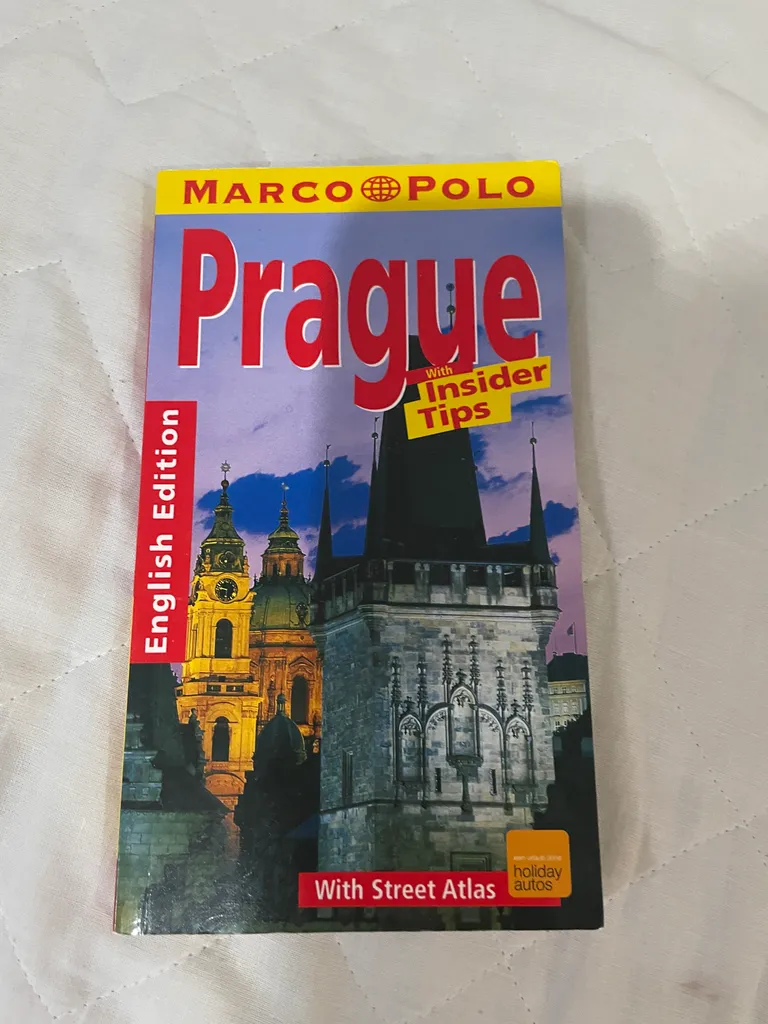 MARCO POLO
Prague
With
Insider
Tips
English Edition
With Street Atlas
holiday
autos